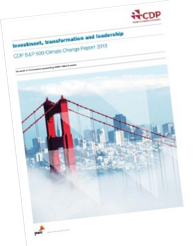 CDP
Investment, transformation and leadership
CDP S&P 500 Climate Change Report 2013
pwc